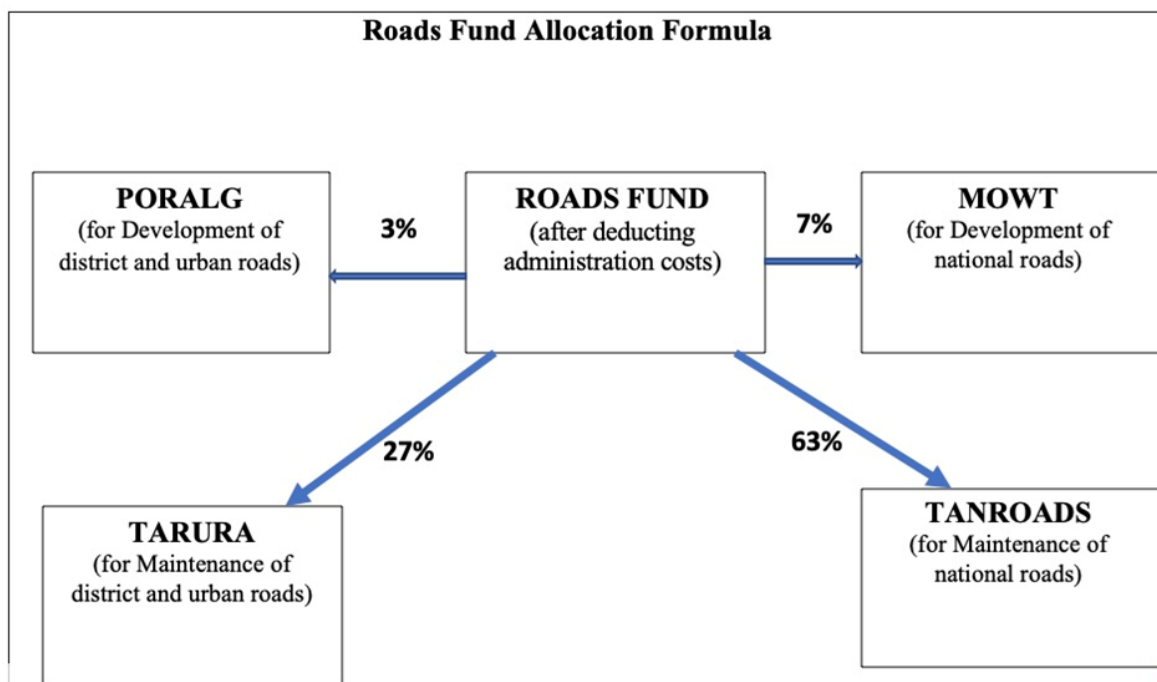 Roads Fund Allocation Formula
PORALG
(for Development of
district and urban roads)
3%
ROADS FUND
(after deducting
administration costs)
7%
MOWT
(for Development of
national roads)
27%
63%
TARURA
(for Maintenance of
district and urban roads)
TANROADS
(for Maintenance of
national roads)